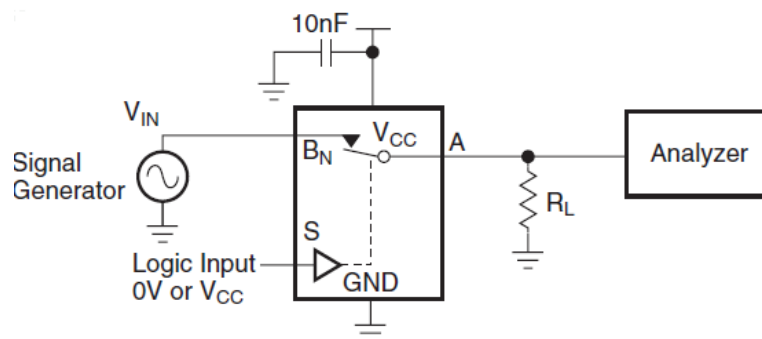 10nF
V_IN
V_CC
B_N
A
Analyzer
Signal
Generator
R_L
S
Logic Input
0V or V_CC
GND